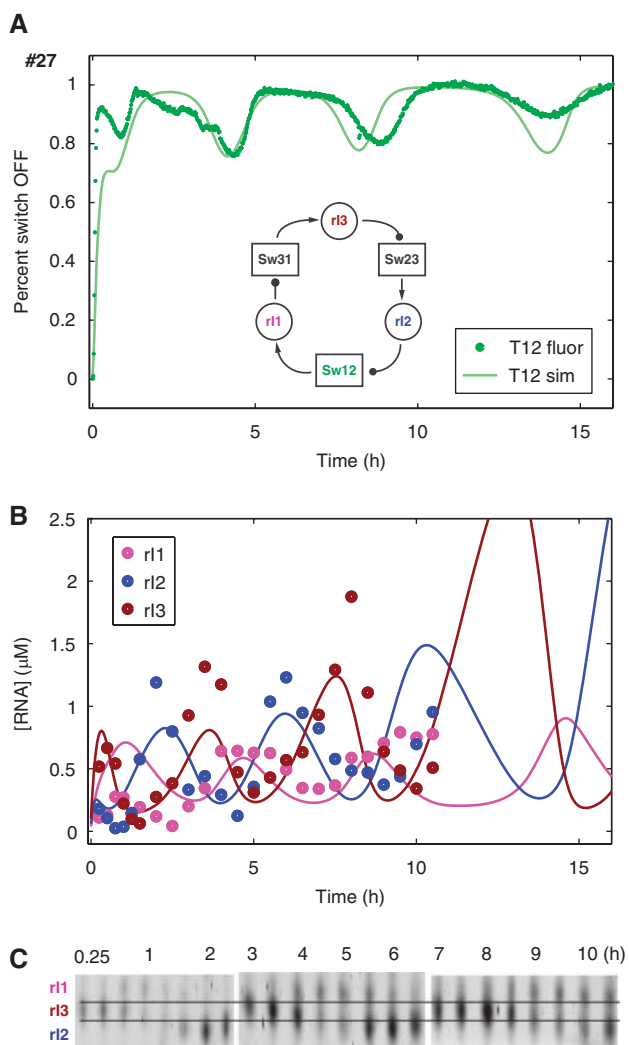 A
#27
Percent switch OFF
1
0.8
0.6
0.4
0.2
0
rI3
Sw31
Sw23
rI1
rI2
Sw12
T12 fluor
T12 sim
0
5
10
15
Time (h)
B
[RNA] (μM)
2.5
2
1.5
1
0.5
0
rI1
rI2
rI3
0
5
10
15
Time (h)
C
0.25 1 2 3 4 5 6 7 8 9 10 (h)
rI1
rI3
rI2